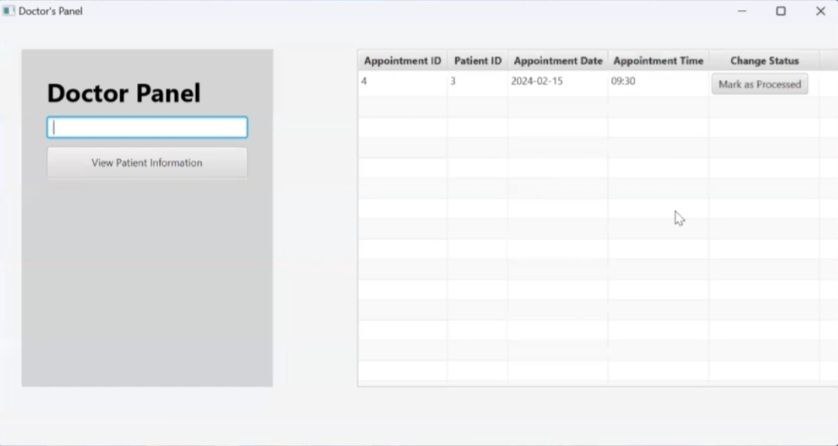 Doctor's Panel
Doctor Panel
View Patient Information
Appointment ID Patient ID Appointment Date Appointment Time Change Status
4 3 2024-02-15 09:30 Mark as Processed